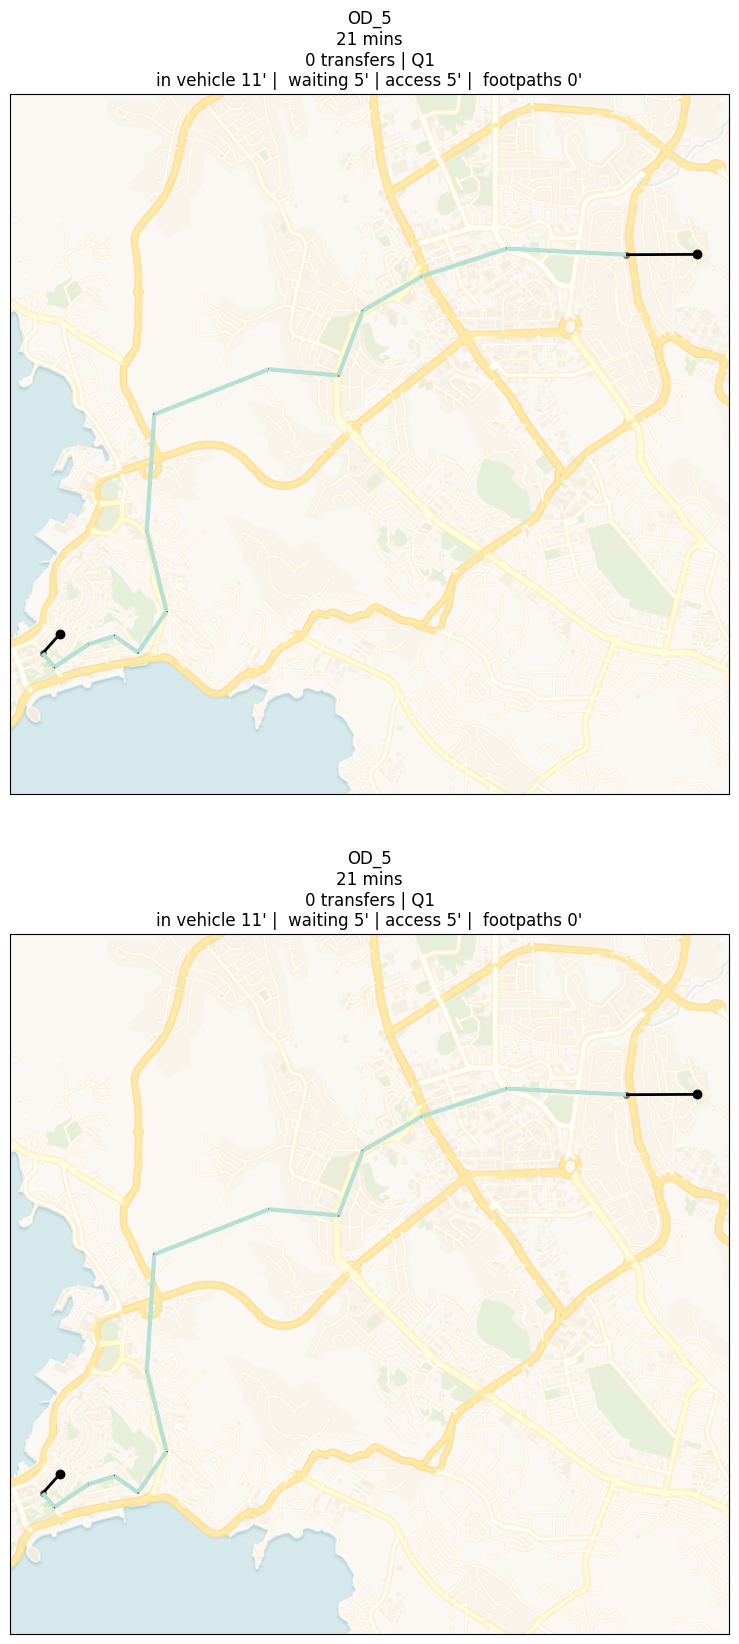 OD_5
21 mins
0 transfers | Q1
in vehicle 11' |  waiting 5' | access 5' |  footpaths 0'
OD_5
21 mins
0 transfers | Q1
in vehicle 11' |  waiting 5' | access 5' |  footpaths 0'